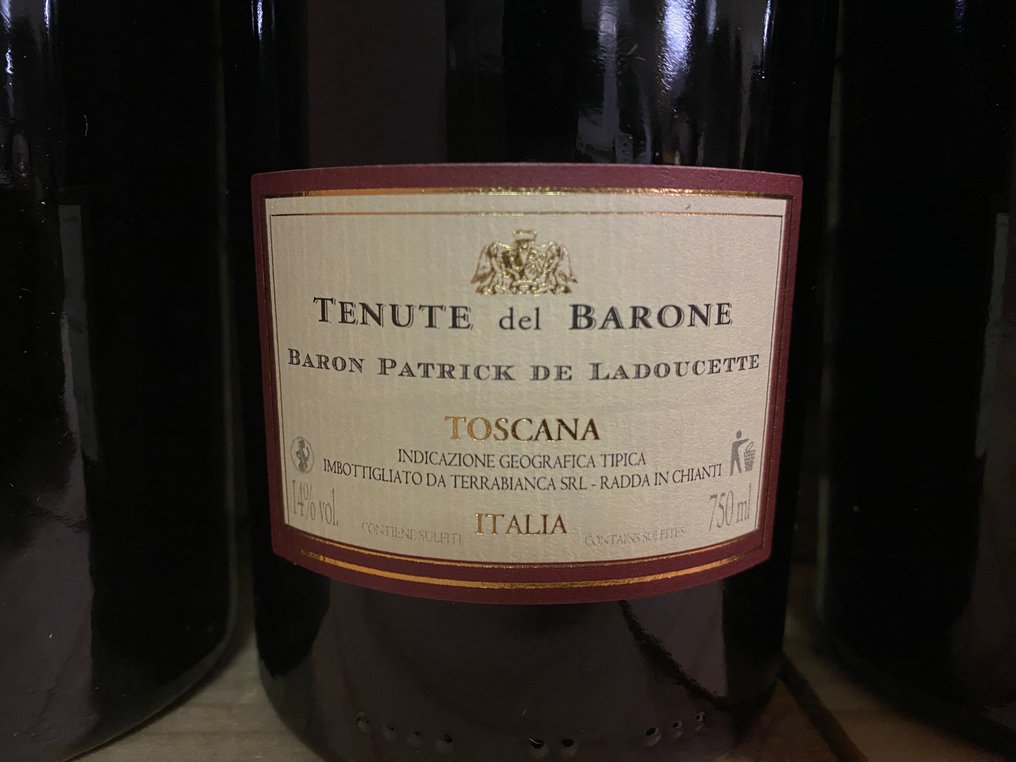 TENUTE del BARONE
BARON PATRICK DE LADOUCETTE
TOSCANA
INDICAZIONE GEOGRAFICA TIPICA
IMBOTTIGLIATO DA TERRABIANCA SRL - RADDA IN CHIANTI
14% vol. 750 ml
CONTIENE SULFITI ITALIA CONTAINS SULFITES